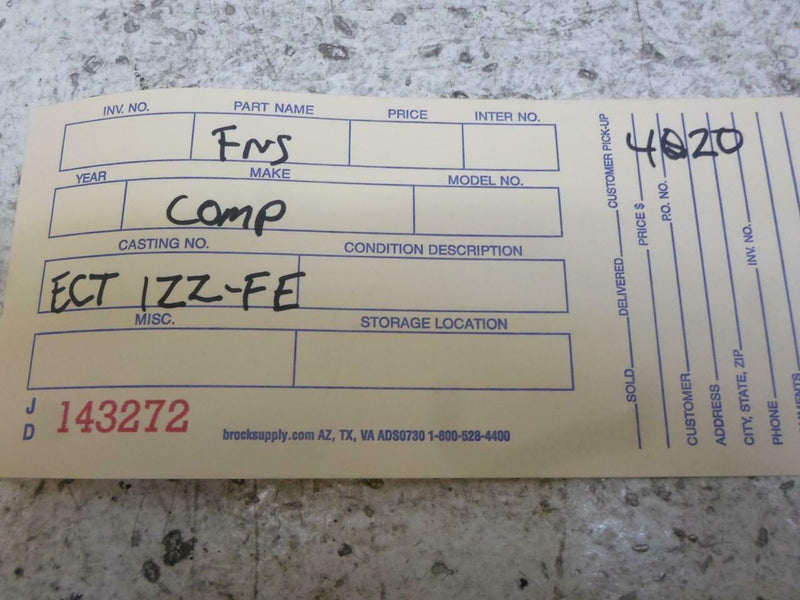 INV. NO. PART NAME PRICE INTER NO.
FNS
YEAR MAKE MODEL NO.
COMP
CASTING NO. CONDITION DESCRIPTION
ECT 1ZZ-FE
MISC. STORAGE LOCATION
J D 143272
brocksupply.com AZ, TX, VA ADS0730 1-800-528-4400
4020
SOLD DELIVERED CUSTOMER PICK-UP
PRICE $
P.O. NO.
CUSTOMER
ADDRESS
CITY, STATE, ZIP INV. NO.
PHONE